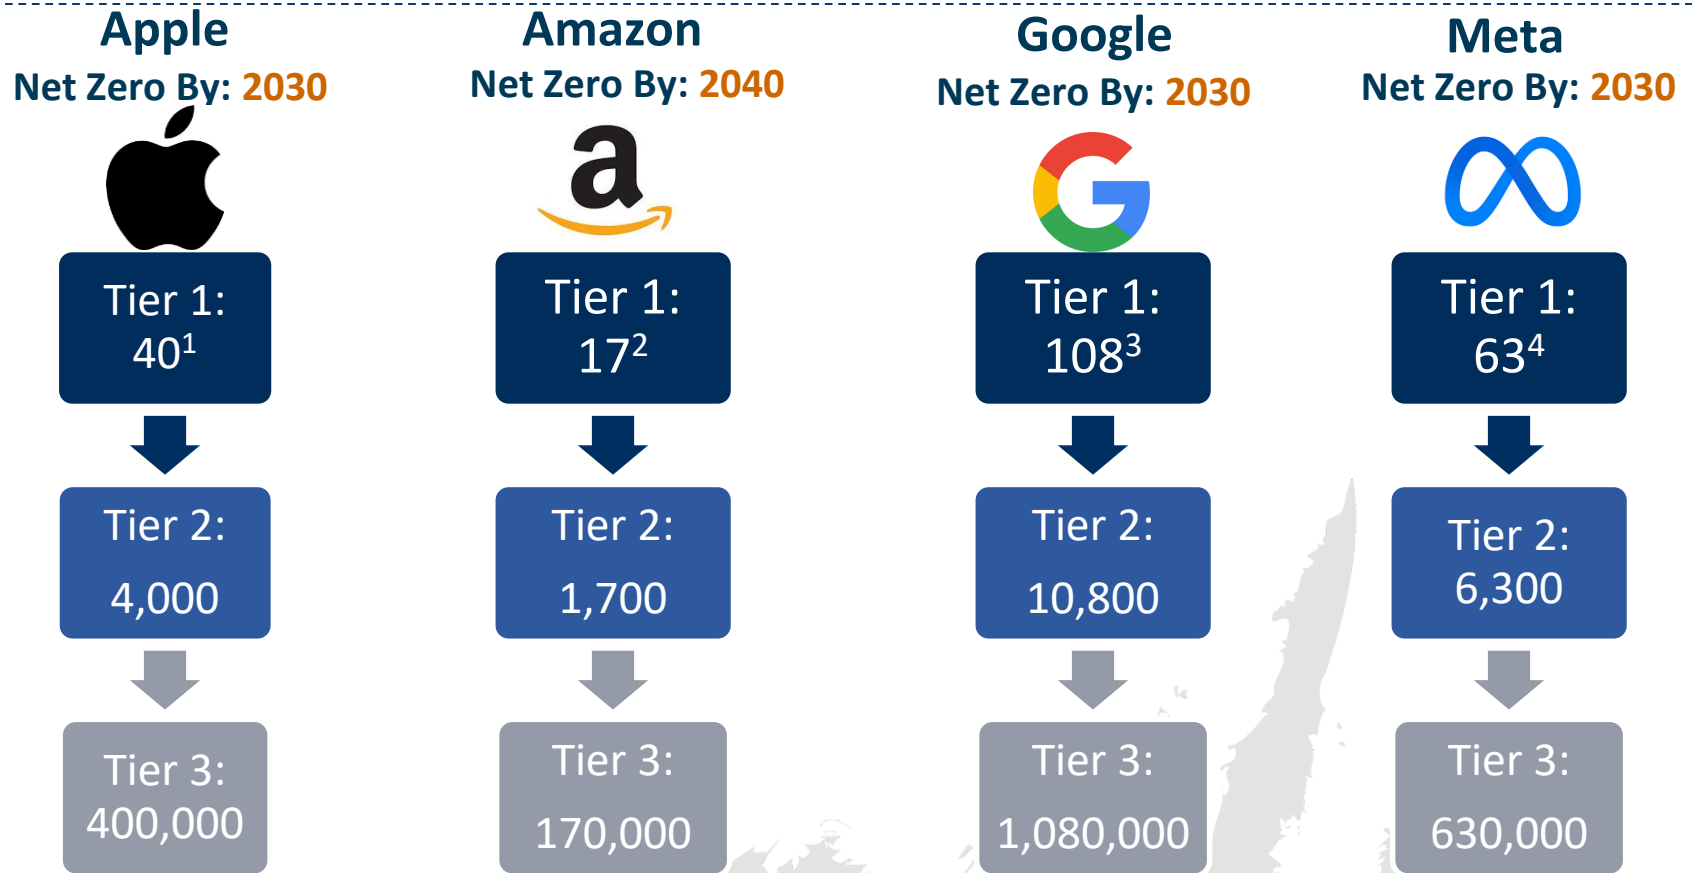 Apple
Net Zero By: 2030
Tier 1:
40¹
Tier 2:
4,000
Tier 3:
400,000
Amazon
Net Zero By: 2040
a
Tier 1:
17²
Tier 2:
1,700
Tier 3:
170,000
Google
Net Zero By: 2030
G
Tier 1:
108³
Tier 2:
10,800
Tier 3:
1,080,000
Meta
Net Zero By: 2030
Tier 1:
63⁴
Tier 2:
6,300
Tier 3:
630,000